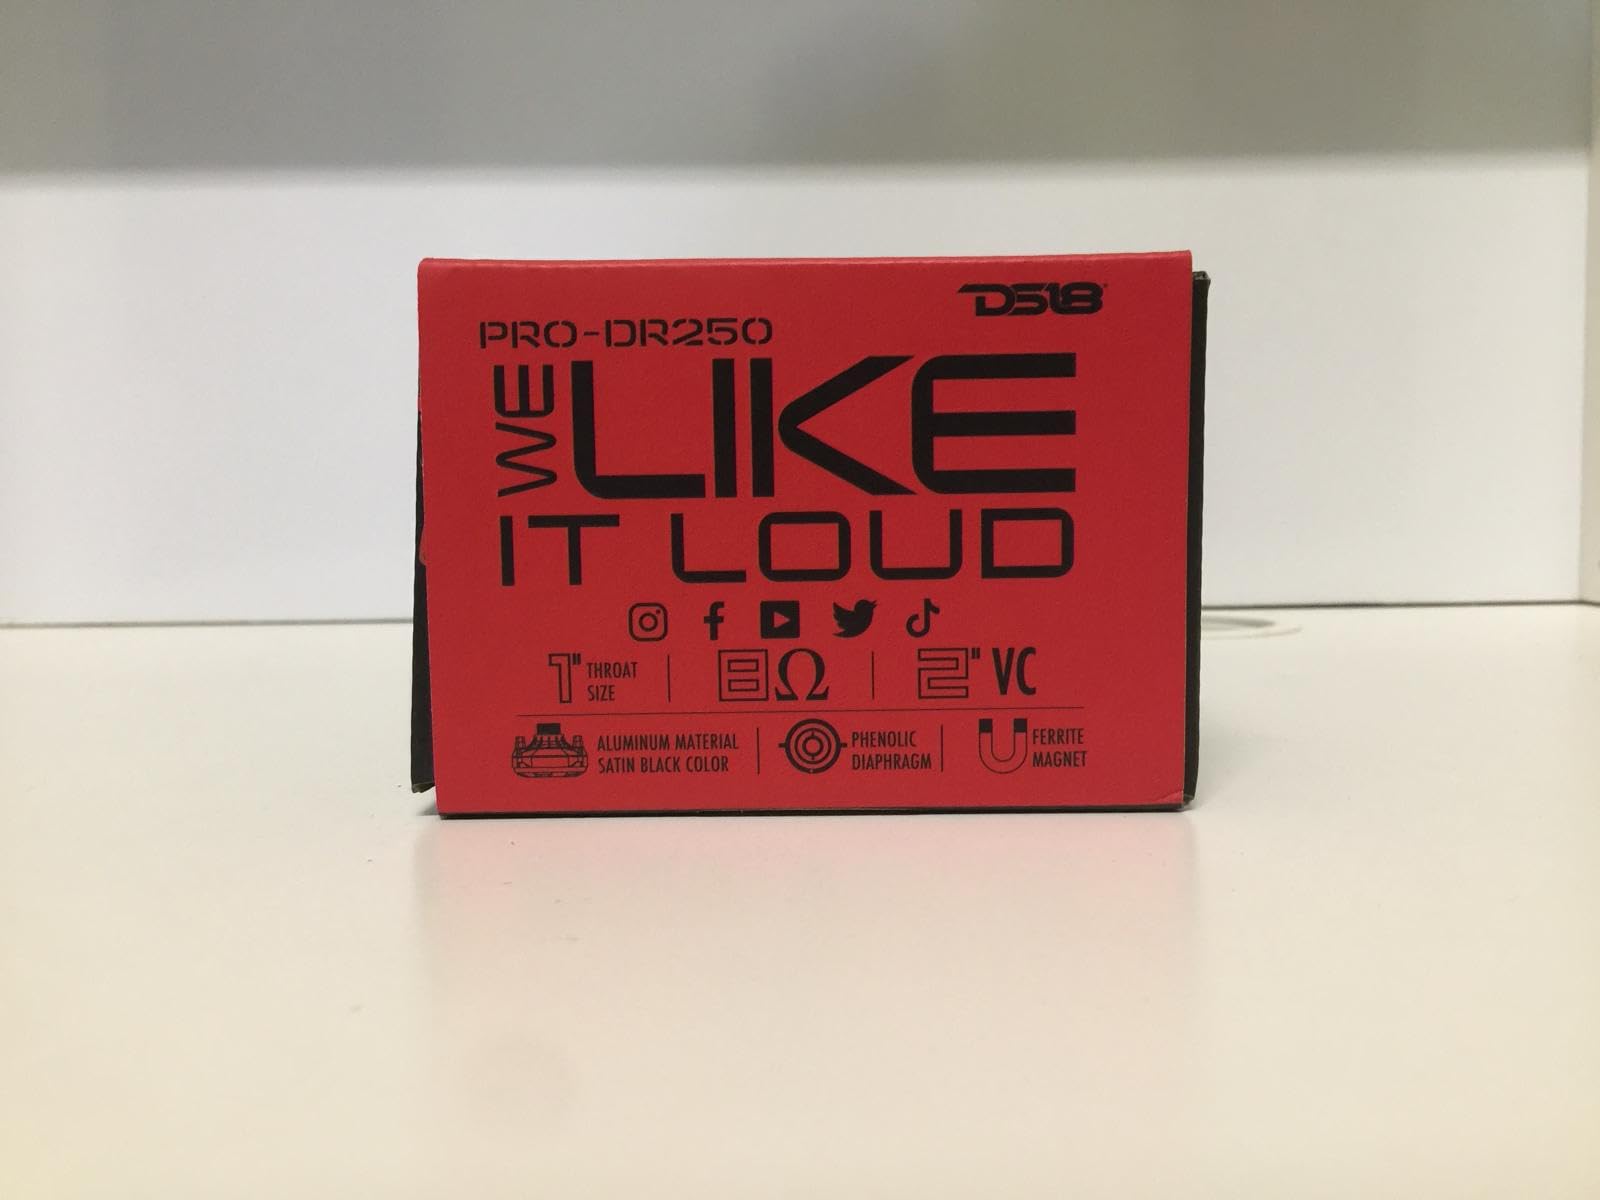 DS18
PRO-DR250
WE LIKE
IT LOUD
1" THROAT SIZE
8Ω
2" VC
ALUMINUM MATERIAL
SATIN BLACK COLOR
PHENOLIC
DIAPHRAGM
FERRITE
MAGNET